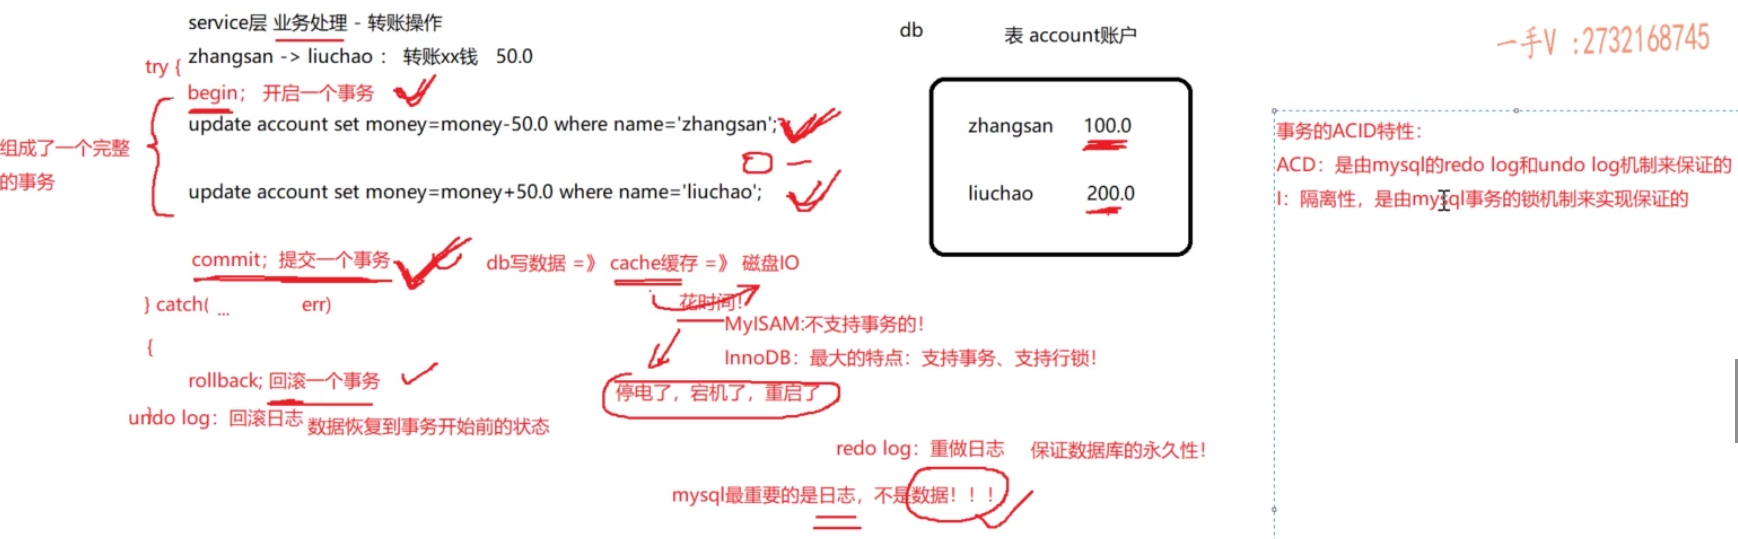 service层 业务处理 - 转账操作
zhangsan -> liuchao： 转账xx钱 50.0
try {
begin； 开启一个事务
update account set money=money-50.0 where name='zhangsan';
组成了一个完整
的事务
update account set money=money+50.0 where name='liuchao';
commit；提交一个事务
db写数据 =》 cache缓存 =》 磁盘IO
} catch( ... err)
花时间！
MyISAM:不支持事务的！
{
InnoDB：最大的特点：支持事务、支持行锁！
rollback; 回滚一个事务
停电了，宕机了，重启了
}
undo log：回滚日志 数据恢复到事务开始前的状态
redo log：重做日志 保证数据库的永久性！
mysql最重要的是日志，不是数据！！！
db
表 account账户
zhangsan 100.0
liuchao 200.0
一手V :2732168745
事务的ACID特性：
ACD：是由mysql的redo log和undo log机制来保证的
I：隔离性，是由mysql事务的锁机制来实现保证的